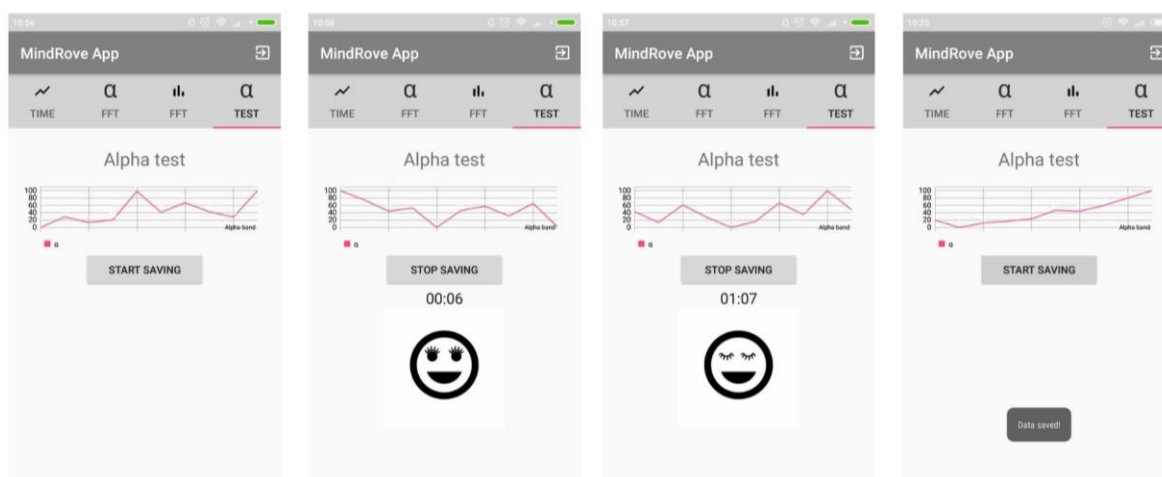 10:56
MindRove App
TIME
FFT
FFT
TEST
α
α
Alpha test
100
80
60
40
20
0
Alpha band
α
START SAVING
10:56
MindRove App
α
α
TIME
FFT
FFT
TEST
Alpha test
100
80
60
40
20
0
Alpha band
α
STOP SAVING
00:06
10:57
MindRove App
α
α
TIME
FFT
FFT
TEST
Alpha test
100
80
60
40
20
0
Alpha band
α
STOP SAVING
01:07
10:23
MindRove App
α
α
TIME
FFT
FFT
TEST
Alpha test
100
80
60
40
20
0
Alpha band
α
START SAVING
Data saved!